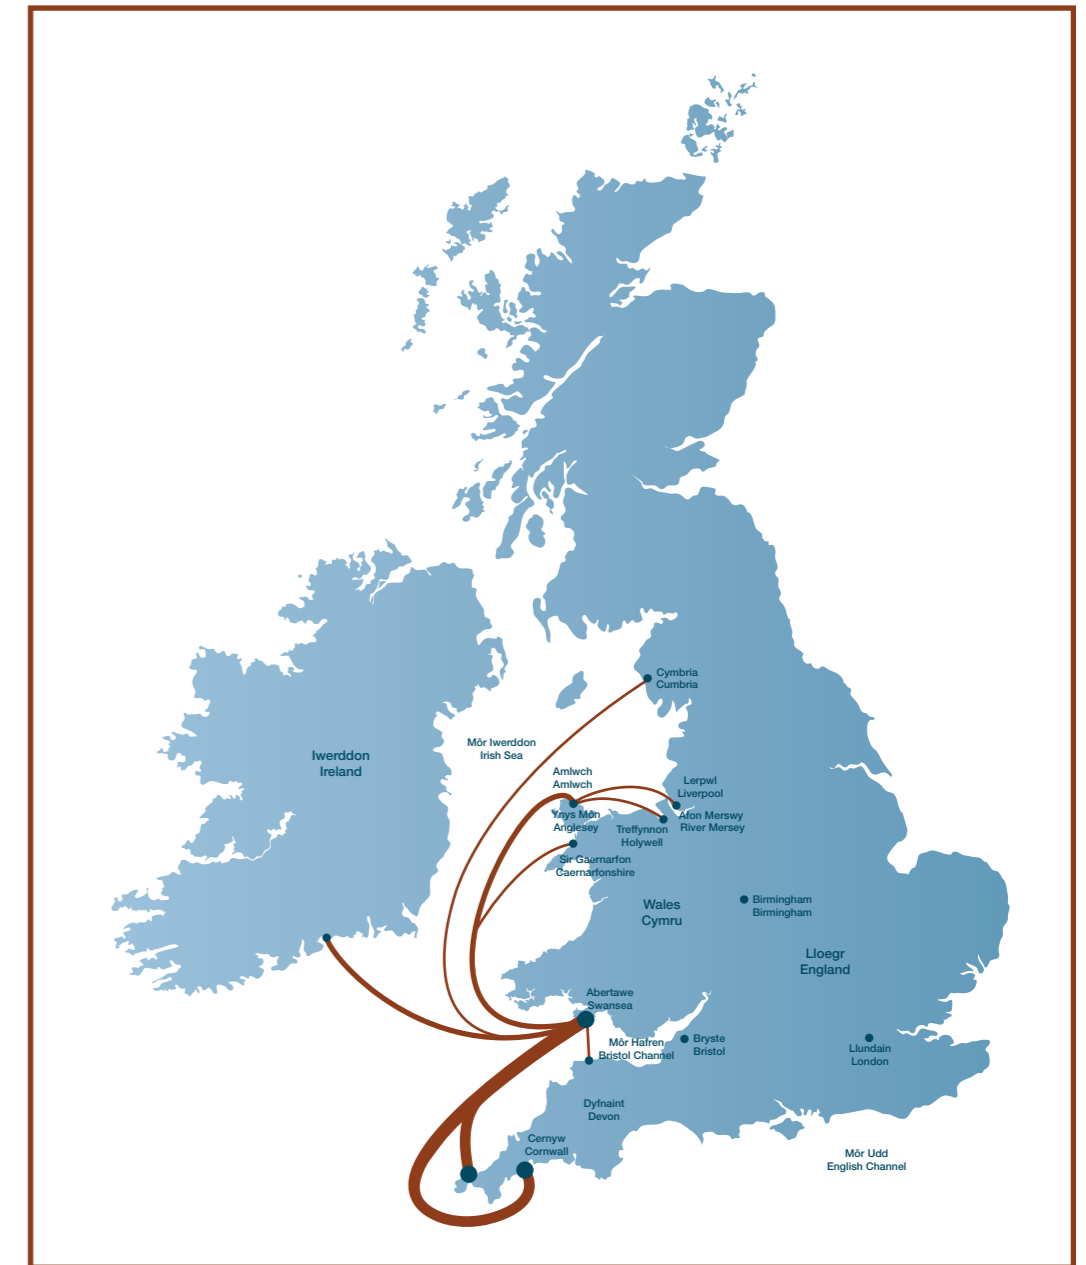 Cymbria
Cumbria
Môr Iwerddon
Irish Sea
Iwerddon
Ireland
Amlwch
Amlwch
Lerpwl
Liverpool
Ynys Môn
Anglesey
Afon Merswy
River Mersey
Treffynnon
Holywell
Sir Gaernarfon
Caernarfonshire
Wales
Cymru
Birmingham
Birmingham
Lloegr
England
Abertawe
Swansea
Môr Hafren
Bristol Channel
Bryste
Bristol
Llundain
London
Dyfnaint
Devon
Cernyw
Cornwall
Môr Udd
English Channel